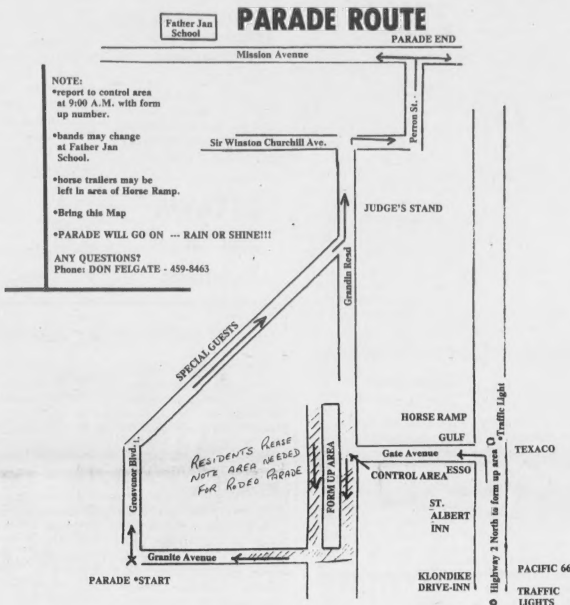 Father Jan
School
PARADE ROUTE
PARADE END
Mission Avenue
NOTE:
*report to control area
at 9:00 A.M. with form
up number.
*bands may change
at Father Jan
School.
*horse trailers may be
left in area of Horse Ramp.
*Bring this Map
*PARADE WILL GO ON --- RAIN OR SHINE!!!
ANY QUESTIONS?
Phone: DON FELGATE - 459-8463
Perron St.
Sir Winston Churchill Ave.
JUDGE'S STAND
Grandin Road
SPECIAL GUESTS
Grosvenor Blvd.
RESIDENTS PLEASE
NOTE AREA NEEDED
FOR RODEO PARADE
FORM UP AREA
HORSE RAMP
GULF
Gate Avenue
CONTROL AREA
ESSO
*Traffic Light
TEXACO
Highway 2 North to form up area
ST.
ALBERT
INN
Granite Avenue
PARADE *START
KLONDIKE
DRIVE-INN
PACIFIC 66
TRAFFIC
LIGHTS